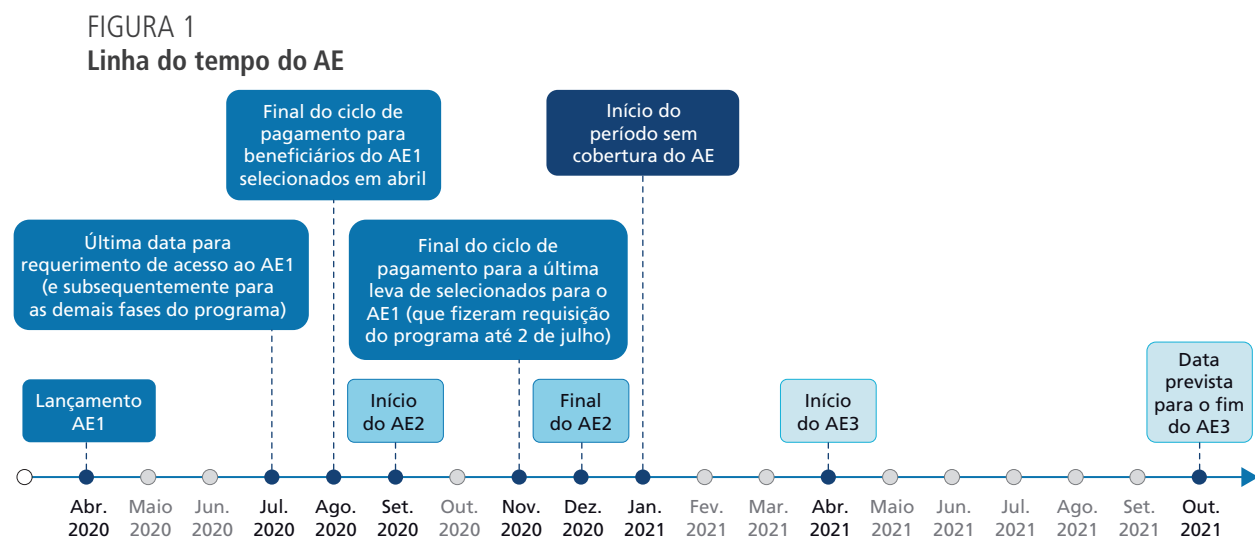 FIGURA 1
Linha do tempo do AE
Final do ciclo de
pagamento para
beneficiários do AE1
selecionados em abril
Início do
período sem
cobertura do AE
Última data para
requerimento de acesso ao AE1
(e subsequentemente para
as demais fases do programa)
Final do ciclo de
pagamento para a última
leva de selecionados para o
AE1 (que fizeram requisição
do programa até 2 de julho)
Lançamento
AE1
Início
do AE2
Final
do AE2
Início
do AE3
Data
prevista
para o fim
do AE3
Abr. Maio Jun. Jul. Ago. Set. Out. Nov. Dez. Jan. Fev. Mar. Abr. Maio Jun. Jul. Ago. Set. Out.
2020 2020 2020 2020 2020 2020 2020 2020 2020 2021 2021 2021 2021 2021 2021 2021 2021 2021 2021